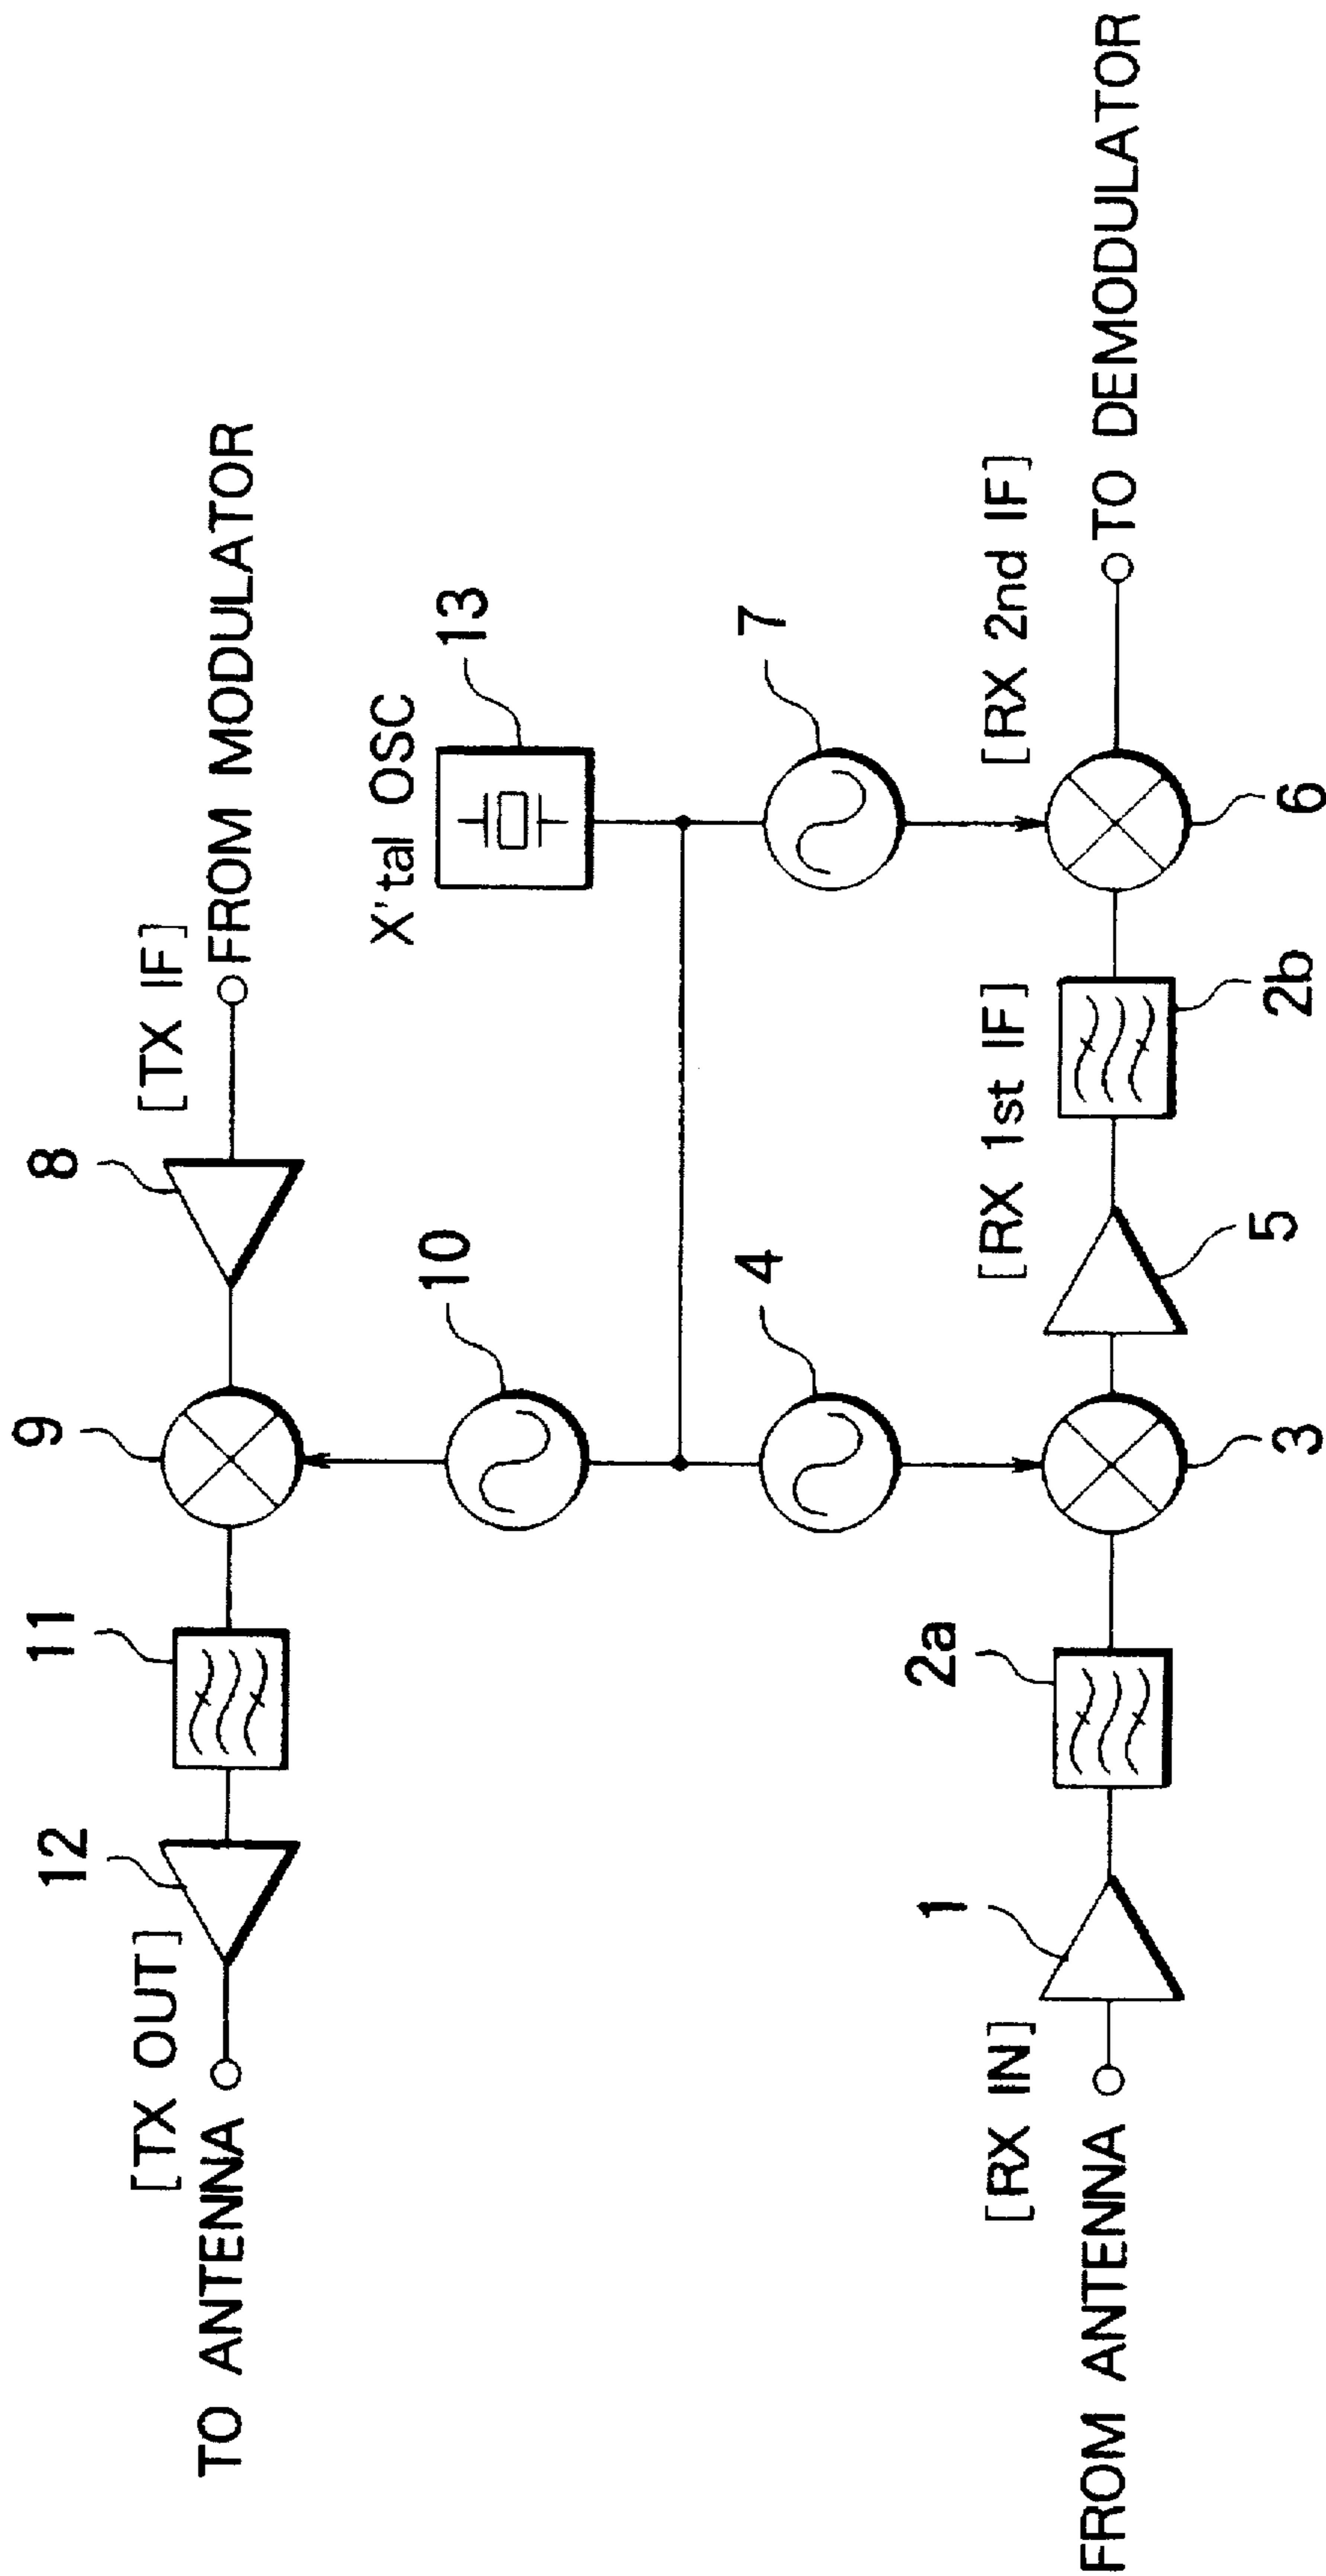 [TX OUT]
TO ANTENNA
12
11
9
8
[TX IF]
FROM MODULATOR
10
X'tal OSC
13
4
7
[RX IN]
FROM ANTENNA
1
2a
3
5
[RX 1st IF]
2b
6
[RX 2nd IF]
TO DEMODULATOR